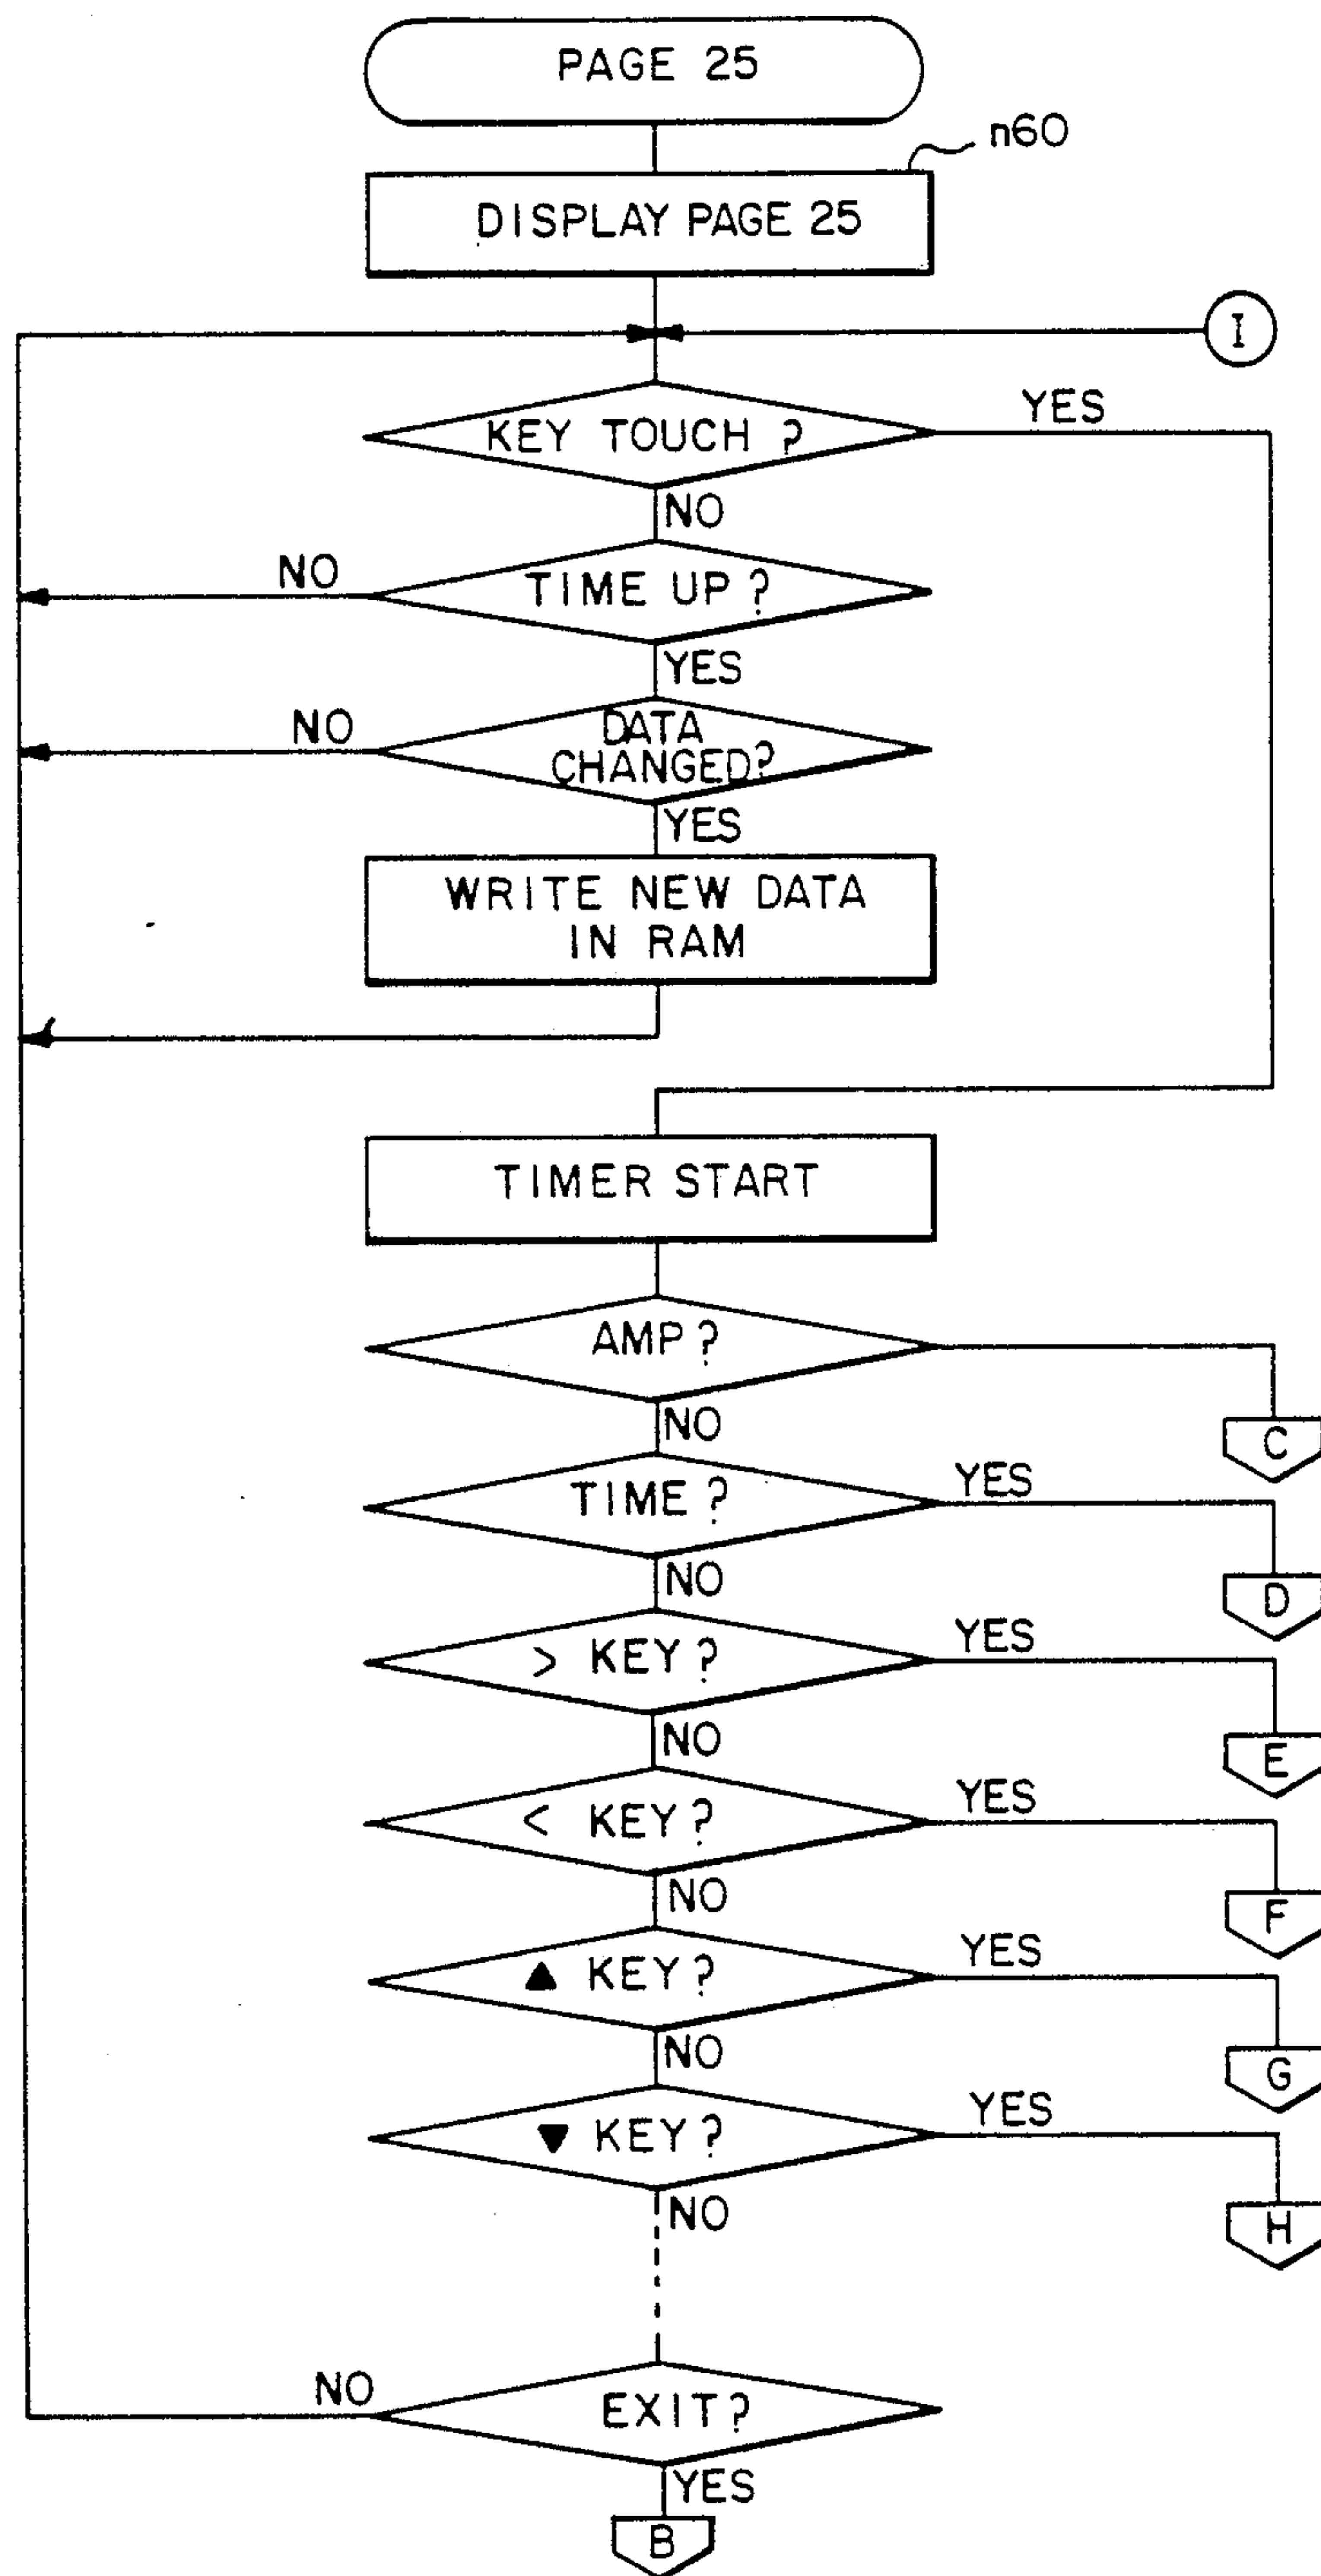 PAGE 25
n60
DISPLAY PAGE 25
I
KEY TOUCH ?
YES
NO
TIME UP ?
NO
YES
DATA
CHANGED?
NO
YES
WRITE NEW DATA
IN RAM
TIMER START
AMP ?
NO
C
TIME ?
YES
NO
D
> KEY?
YES
NO
E
< KEY?
YES
NO
F
▲ KEY?
YES
NO
G
▼ KEY?
YES
NO
H
EXIT?
NO
YES
B